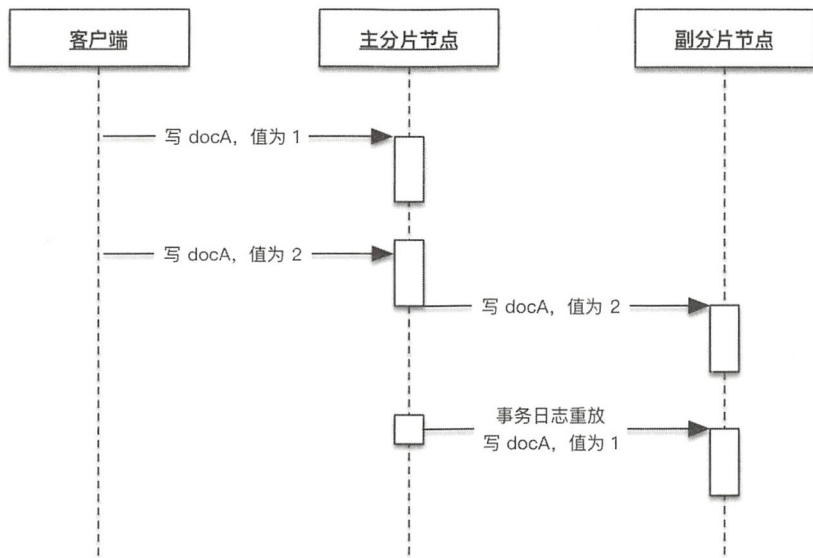 客户端
主分片节点
副分片节点
写 docA，值为 1
写 docA，值为 2
写 docA，值为 2
事务日志重放
写 docA，值为 1